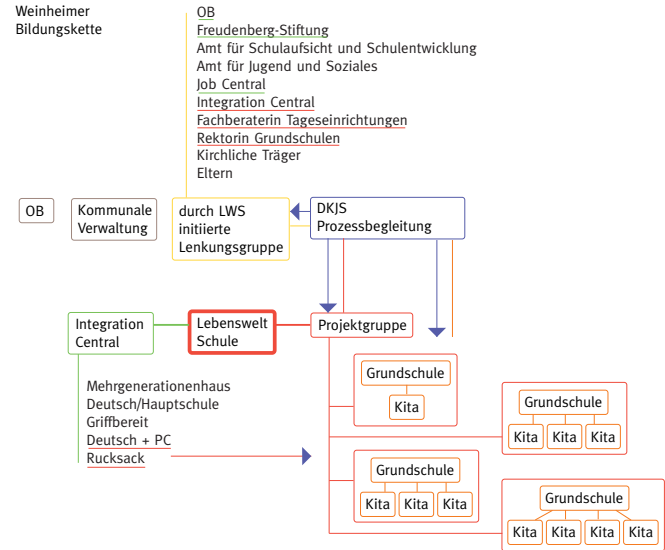 Weinheimer
Bildungskette
OB
Freudenberg-Stiftung
Amt für Schulaufsicht und Schulentwicklung
Amt für Jugend und Soziales
Job Central
Integration Central
Fachberaterin Tageseinrichtungen
Rektorin Grundschulen
Kirchliche Träger
Eltern
OB
Kommunale
Verwaltung
durch LWS
initiierte
Lenkungsgruppe
DKJS
Prozessbegleitung
Integration
Central
Lebenswelt
Schule
Projektgruppe
Mehrgenerationenhaus
Deutsch/Hauptschule
Griffbereit
Deutsch + PC
Rucksack
Grundschule
Kita
Grundschule
Kita Kita Kita
Grundschule
Kita Kita Kita
Grundschule
Kita Kita Kita Kita